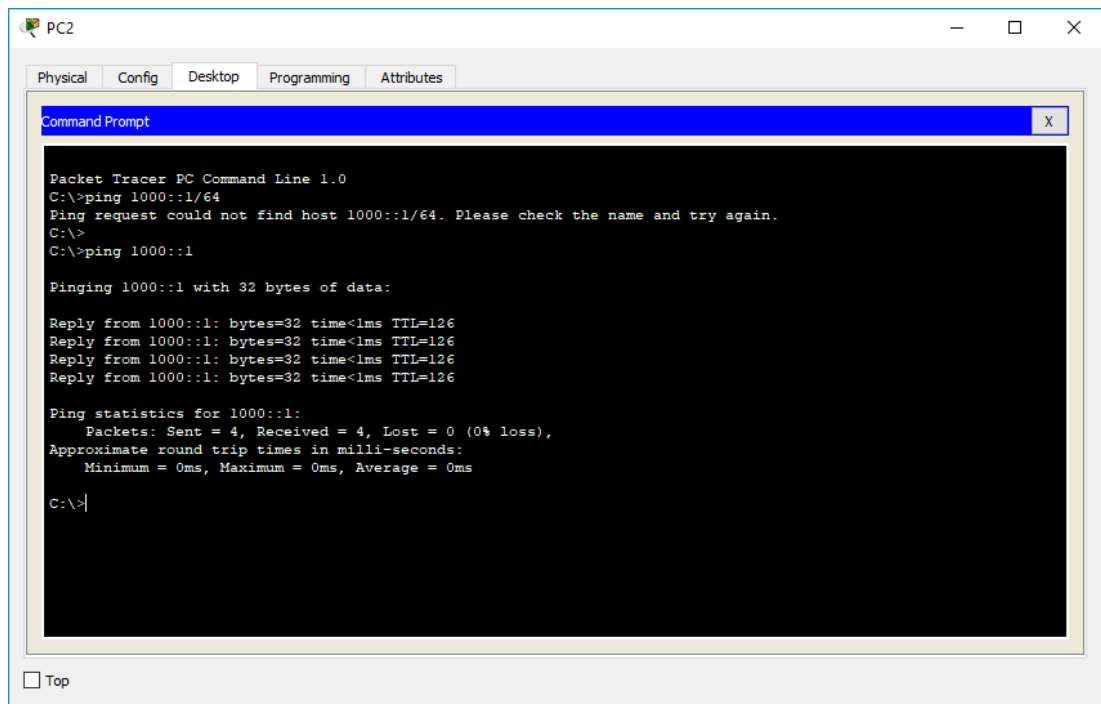 PC2
Physical Config Desktop Programming Attributes
Command Prompt X
Packet Tracer PC Command Line 1.0
C:\>ping 1000::1/64
Ping request could not find host 1000::1/64. Please check the name and try again.
C:\>
C:\>ping 1000::1
Pinging 1000::1 with 32 bytes of data:
Reply from 1000::1: bytes=32 time<1ms TTL=126
Reply from 1000::1: bytes=32 time<1ms TTL=126
Reply from 1000::1: bytes=32 time<1ms TTL=126
Reply from 1000::1: bytes=32 time<1ms TTL=126
Ping statistics for 1000::1:
Packets: Sent = 4, Received = 4, Lost = 0 (0% loss),
Approximate round trip times in milli-seconds:
Minimum = 0ms, Maximum = 0ms, Average = 0ms
C:\>
Top